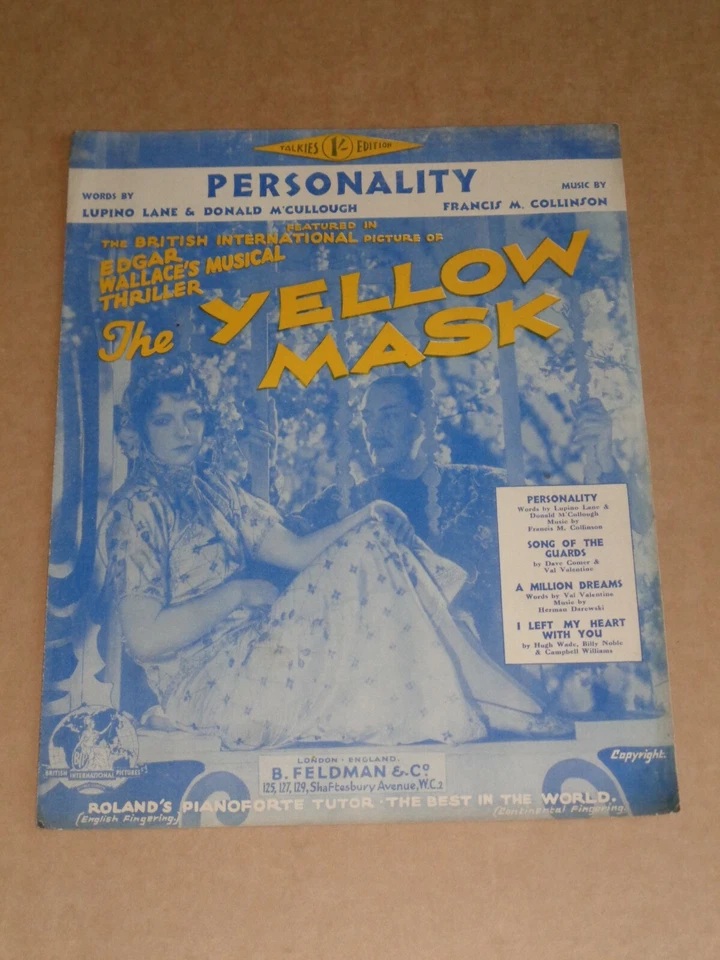 TALKIES 1/- EDITION
PERSONALITY
WORDS BY
LUPINO LANE & DONALD M'CULLOUGH
MUSIC BY
FRANCIS M. COLLINSON
FEATURED IN
THE BRITISH INTERNATIONAL PICTURE OF
EDGAR
WALLACE'S MUSICAL
THRILLER
The YELLOW
MASK
PERSONALITY
Words by Lupino Lane &
Donald M'Cullough
Music by
Francis M. Collinson
SONG OF THE
GUARDS
by Dave Comer &
Val Valentine
A MILLION DREAMS
Words by Val Valentine
Music by
Herman Darewski
I LEFT MY HEART
WITH YOU
by Hugh Wade, Billy Noble
& Campbell Williams
BRITISH INTERNATIONAL PICTURES
LONDON · ENGLAND.
B. FELDMAN & Co
125, 127, 129, Shaftesbury Avenue, W.C.2
Copyright.
ROLAND'S PIANOFORTE TUTOR · THE BEST IN THE WORLD.
(English Fingering.)
(Continental Fingering.)